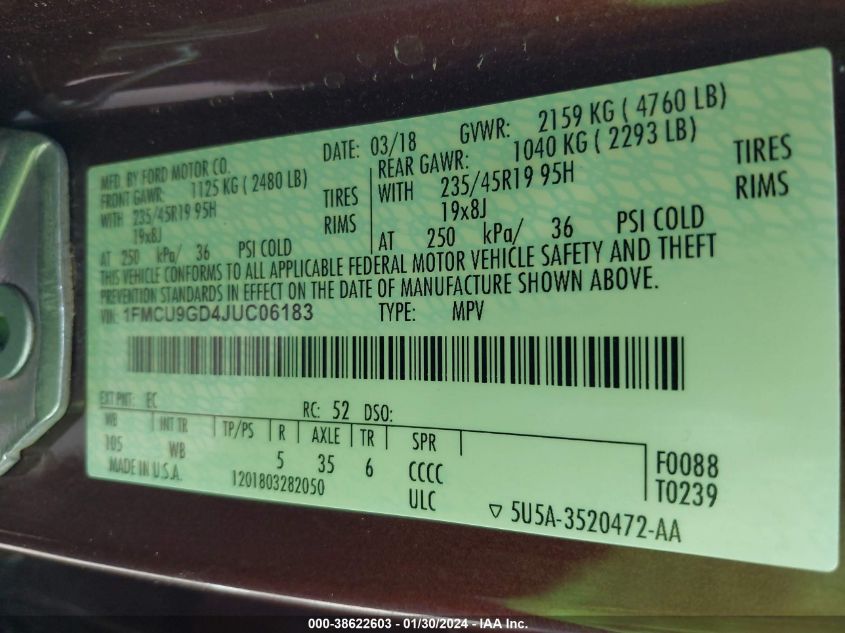 MFD. BY FORD MOTOR CO.
DATE: 03/18
GVWR: 2159 KG ( 4760 LB)
FRONT GAWR: 1125 KG ( 2480 LB)
REAR GAWR: 1040 KG ( 2293 LB)
WITH 235/45R19 95H TIRES
WITH 235/45R19 95H TIRES
19x8J RIMS
19x8J RIMS
AT 250 kPa/ 36 PSI COLD
AT 250 kPa/ 36 PSI COLD
THIS VEHICLE CONFORMS TO ALL APPLICABLE FEDERAL MOTOR VEHICLE SAFETY AND THEFT
PREVENTION STANDARDS IN EFFECT ON THE DATE OF MANUFACTURE SHOWN ABOVE.
1FMCU9GD4JUC06183 TYPE: MPV
EXT PNT: EC RC: 52 DSO:
WB INT TR TP/PS R AXLE TR SPR
105 WB 5 35 6 CCCC
F0088
T0239
MADE IN U.S.A. 1201803282050 ULC
▽ 5U5A-3520472-AA
000-38622603 - 01/30/2024 - IAA Inc.